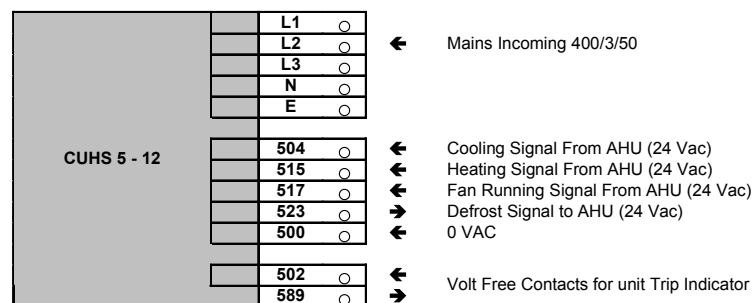 L1
L2 Mains Incoming 400/3/50
L3
N
E
CUHS 5 - 12
504 Cooling Signal From AHU (24 Vac)
515 Heating Signal From AHU (24 Vac)
517 Fan Running Signal From AHU (24 Vac)
523 Defrost Signal to AHU (24 Vac)
500 0 VAC
502
Volt Free Contacts for unit Trip Indicator
589